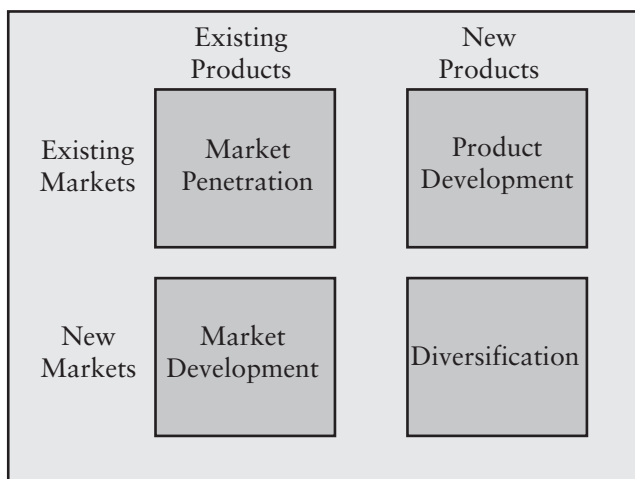 Existing
Products
New
Products
Existing
Markets
Market
Penetration
Product
Development
New
Markets
Market
Development
Diversification